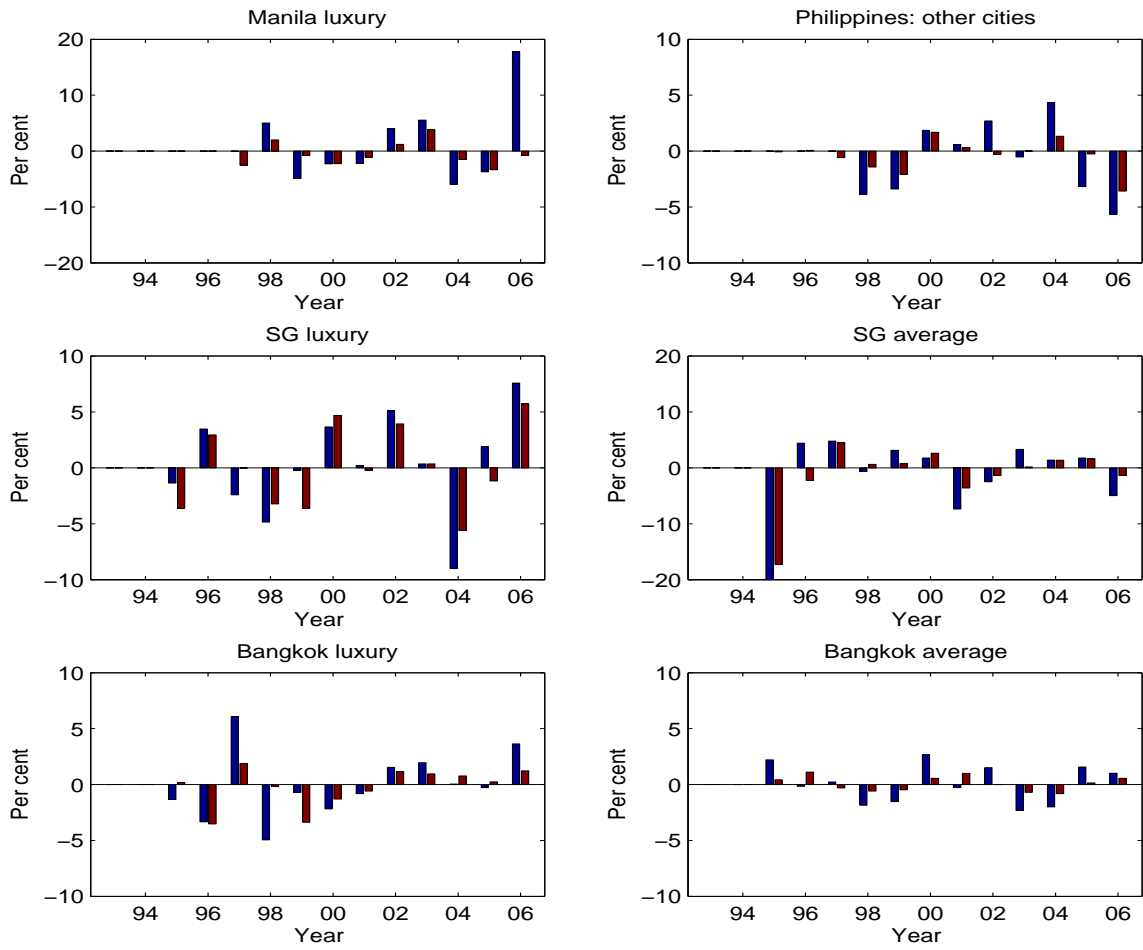 Manila luxury
20
10
0
−10
−20
Per cent
94 96 98 00 02 04 06
Year
Philippines: other cities
10
5
0
−5
−10
Per cent
94 96 98 00 02 04 06
Year
SG luxury
10
5
0
−5
−10
Per cent
94 96 98 00 02 04 06
Year
SG average
20
10
0
−10
−20
Per cent
94 96 98 00 02 04 06
Year
Bangkok luxury
10
5
0
−5
−10
Per cent
94 96 98 00 02 04 06
Year
Bangkok average
10
5
0
−5
−10
Per cent
94 96 98 00 02 04 06
Year